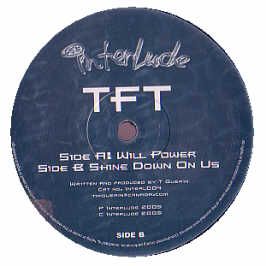 interlude
TFT
Side A: Will Power
Side B Shine Down On Us
Written and produced by T Guerin
Cat no. INTERL004
P Interlude 2005
C Interlude 2005
SIDE B